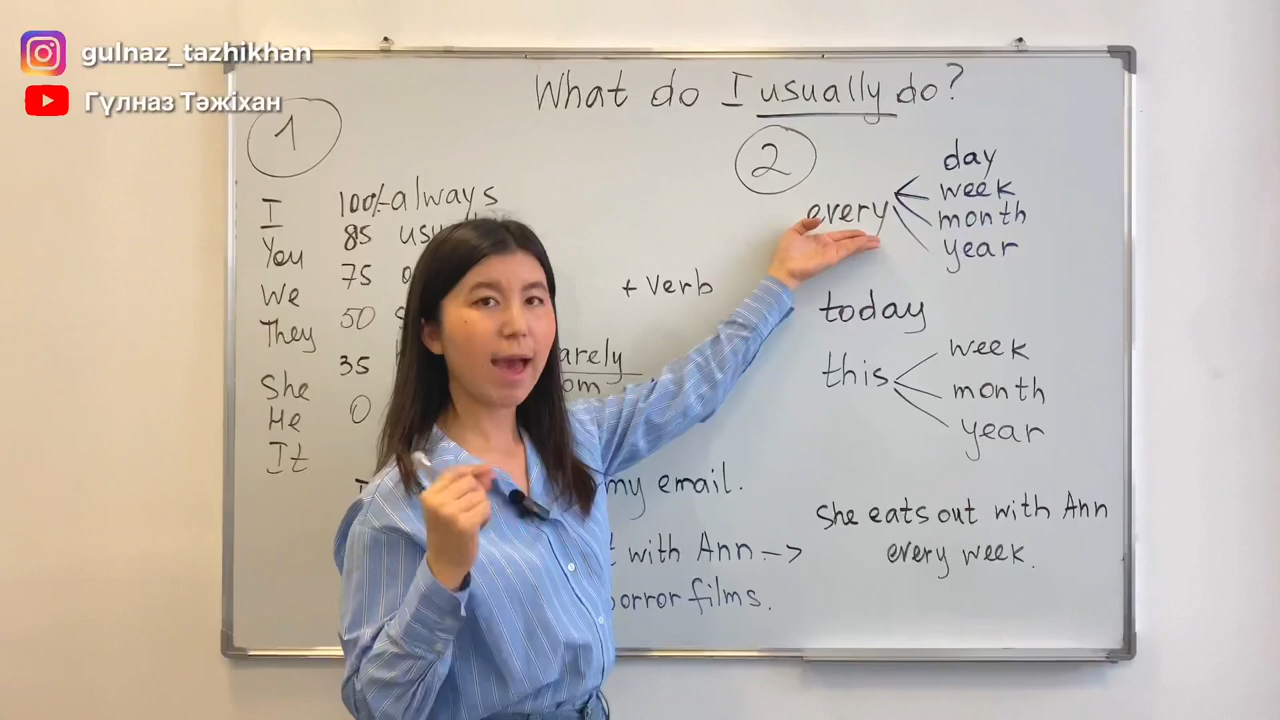 gulnaz_tazhikhan
Гүлназ Тәжіхан
What do I usually do?
1
I
You
We
They
She
He
It
100%-always
85
75
50
35
0
+ verb
my email.
with Ann ->
films.
2
every
day
week
month
year
today
this
week
month
year
She eats out with Ann
every week.